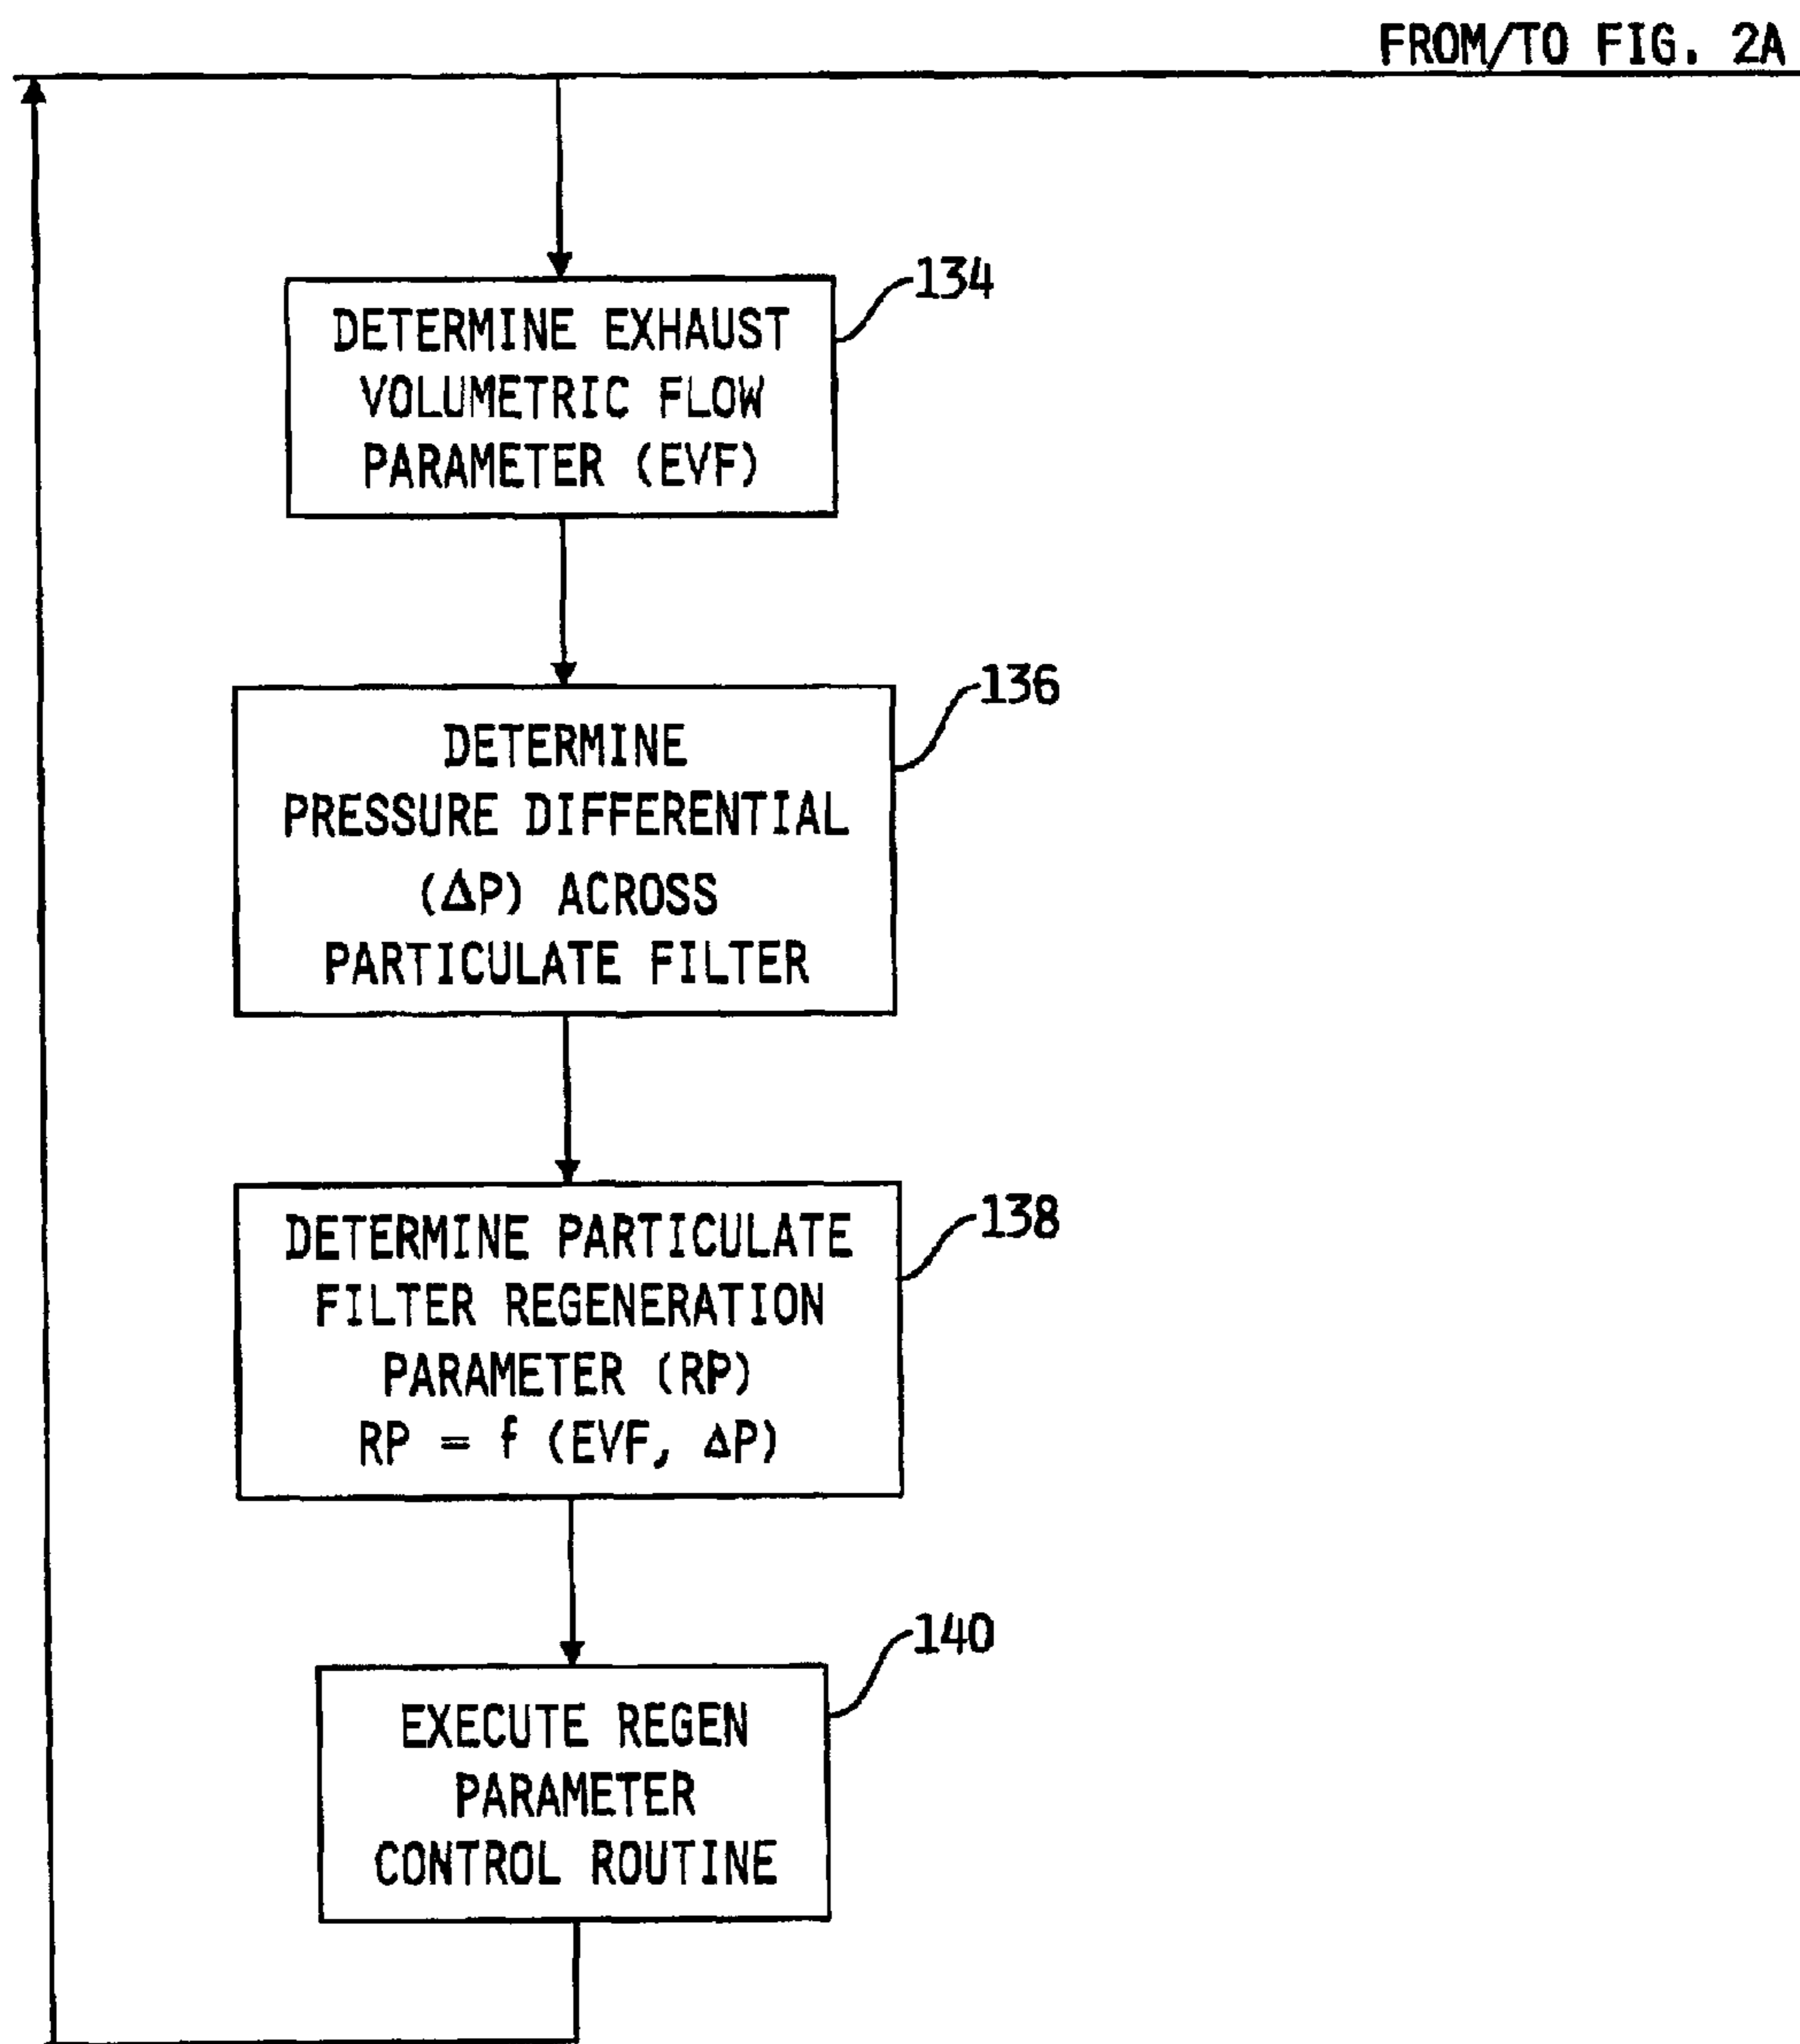 FROM/TO FIG. 2A
134
DETERMINE EXHAUST
VOLUMETRIC FLOW
PARAMETER (EVF)
136
DETERMINE
PRESSURE DIFFERENTIAL
(ΔP) ACROSS
PARTICULATE FILTER
138
DETERMINE PARTICULATE
FILTER REGENERATION
PARAMETER (RP)
RP = f (EVF, ΔP)
140
EXECUTE REGEN
PARAMETER
CONTROL ROUTINE